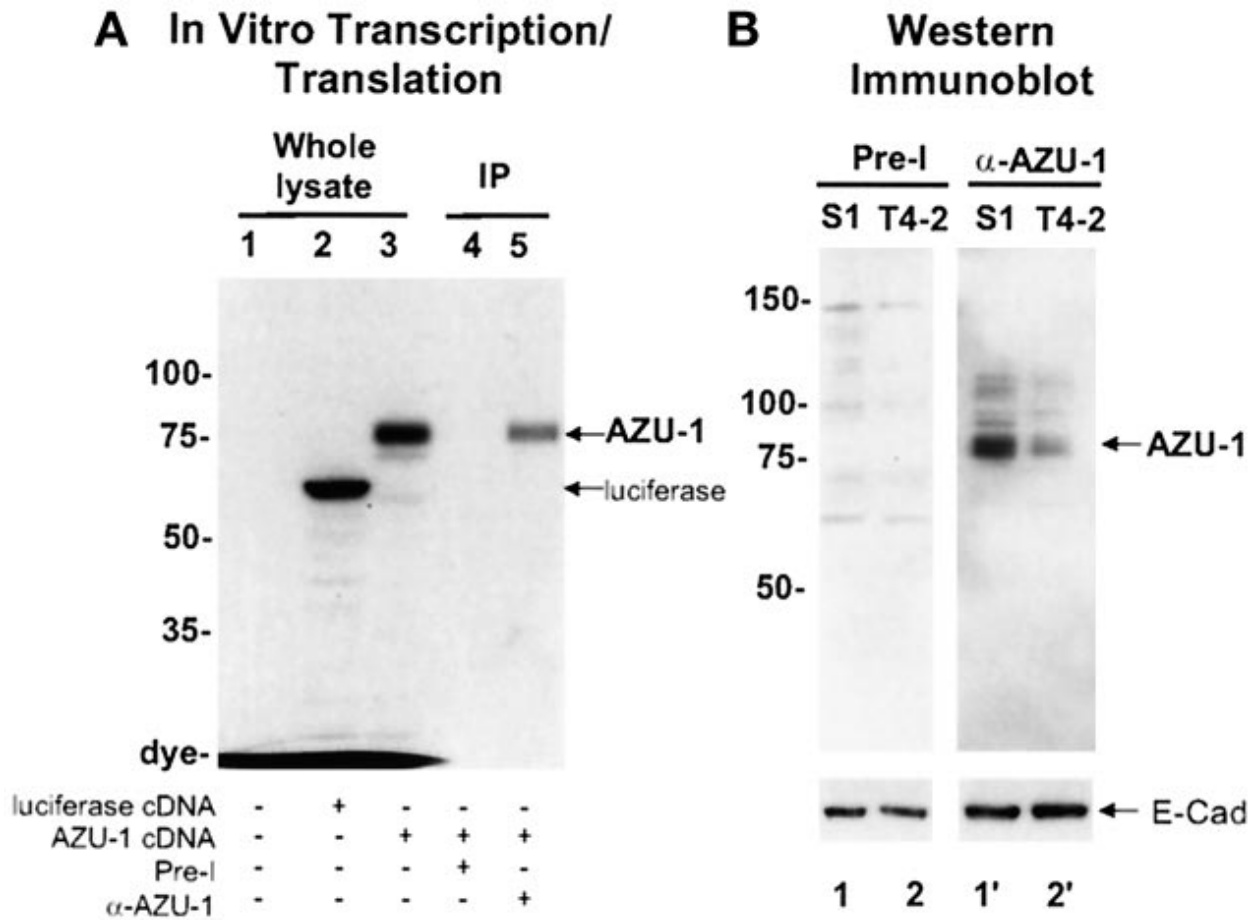 A In Vitro Transcription/
Translation
Whole
lysate
IP
1 2 3 4 5
100-
75-
50-
35-
dye-
AZU-1
luciferase
luciferase cDNA - + - - -
AZU-1 cDNA - - + + +
Pre-I - - - + -
α-AZU-1 - - - - +
B Western
Immunoblot
Pre-I α-AZU-1
S1 T4-2 S1 T4-2
150-
100-
75-
50-
AZU-1
E-Cad
1 2 1' 2'